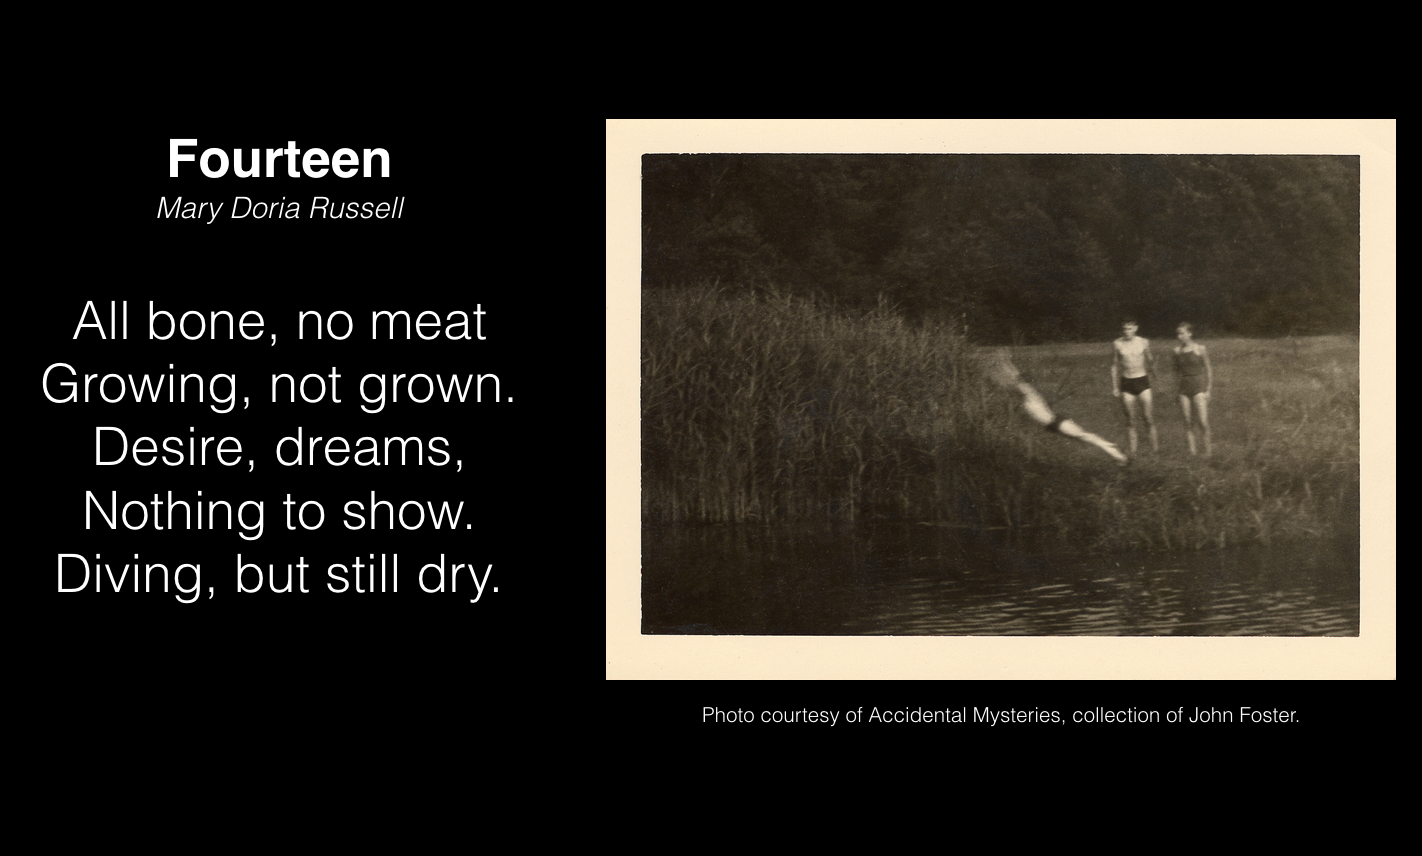 Fourteen
Mary Doria Russell
All bone, no meat
Growing, not grown.
Desire, dreams,
Nothing to show.
Diving, but still dry.
Photo courtesy of Accidental Mysteries, collection of John Foster.